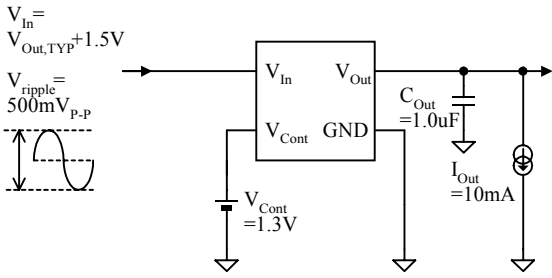 V_In=
V_Out,TYP+1.5V
V_ripple=
500mV_P-P
V_In
V_Out
V_Cont
GND
C_Out
=1.0uF
V_Cont
=1.3V
I_Out
=10mA